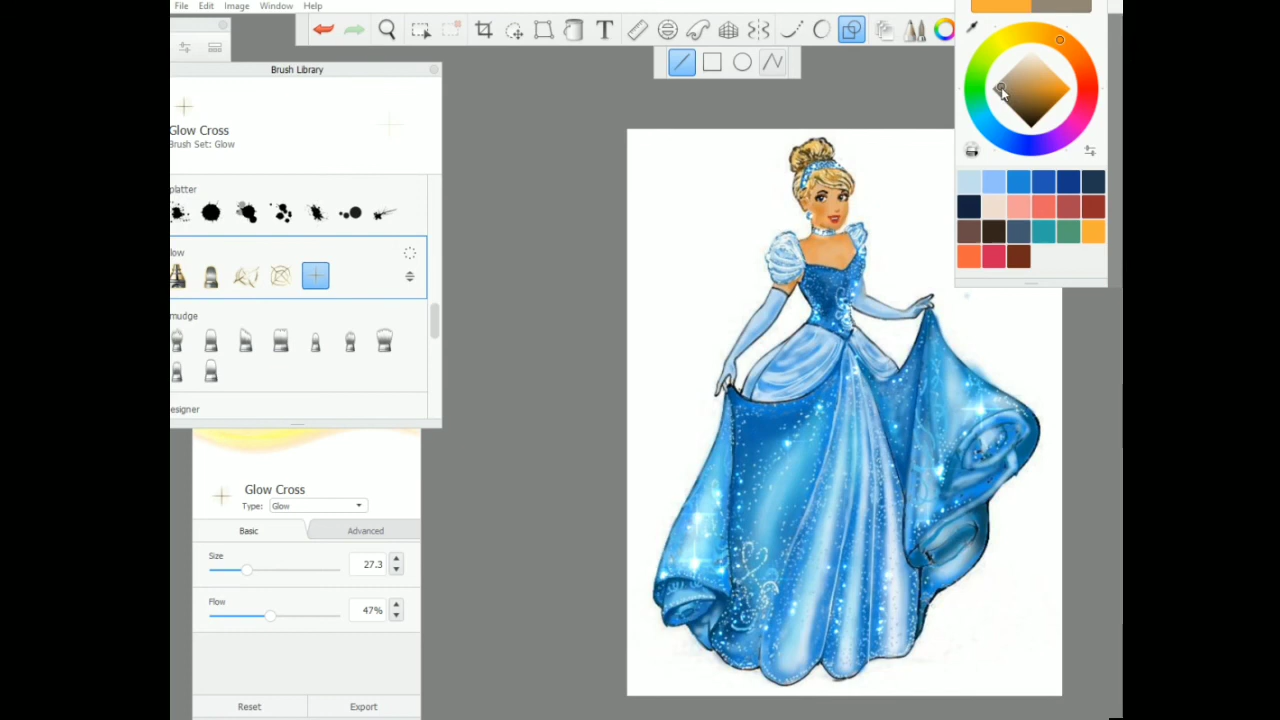 File Edit Image Window Help
T
Brush Library
Glow Cross
Brush Set: Glow
platter
low
mudge
esigner
Glow Cross
Type: Glow
Basic Advanced
Size
27.3
Flow
47%
Reset Export